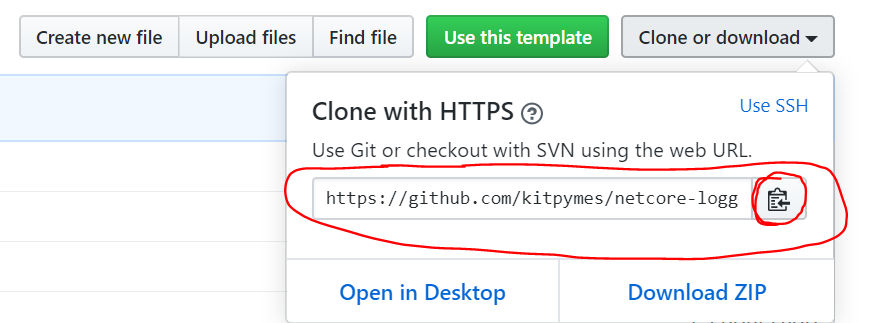 Create new file Upload files Find file Use this template Clone or download
Clone with HTTPS ?
Use SSH
Use Git or checkout with SVN using the web URL.
https://github.com/kitpymes/netcore-logg
Open in Desktop Download ZIP